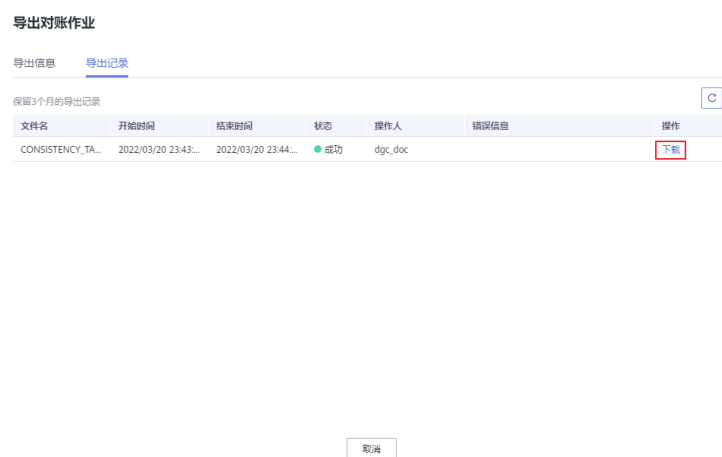 导出对账作业
导出信息 导出记录
保留3个月的导出记录
文件名 开始时间 结束时间 状态 操作人 错误信息 操作
CONSISTENCY_TA... 2022/03/20 23:43:... 2022/03/20 23:44:... 成功 dgc_doc 下载
取消